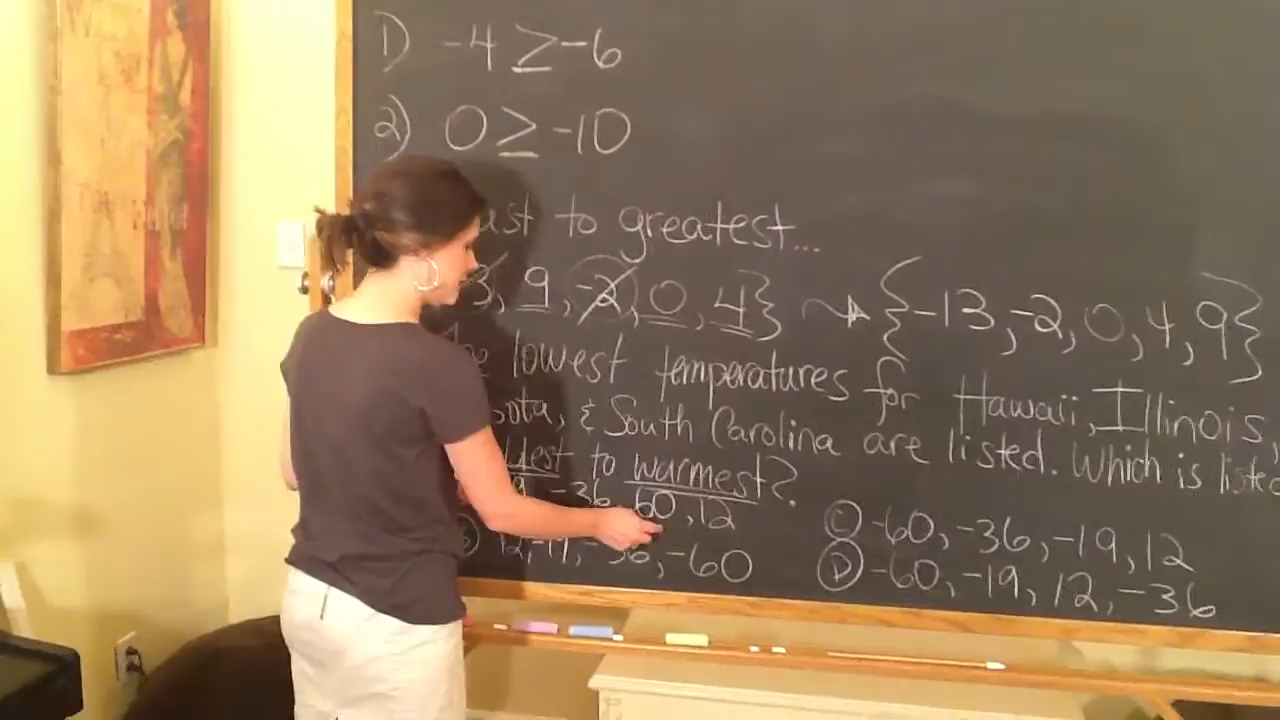 1) -4 ≥ -6
2) 0 ≥ -10
to greatest...
3, 9, -2, 0, 4} → {-13, -2, 0, 4, 9}
lowest temperatures for Hawaii, Illinois,
& South Carolina are listed. Which is
to warmest?
-36 60, 12
-60
C -60, -36, -19, 12
D -60, -19, 12, -36